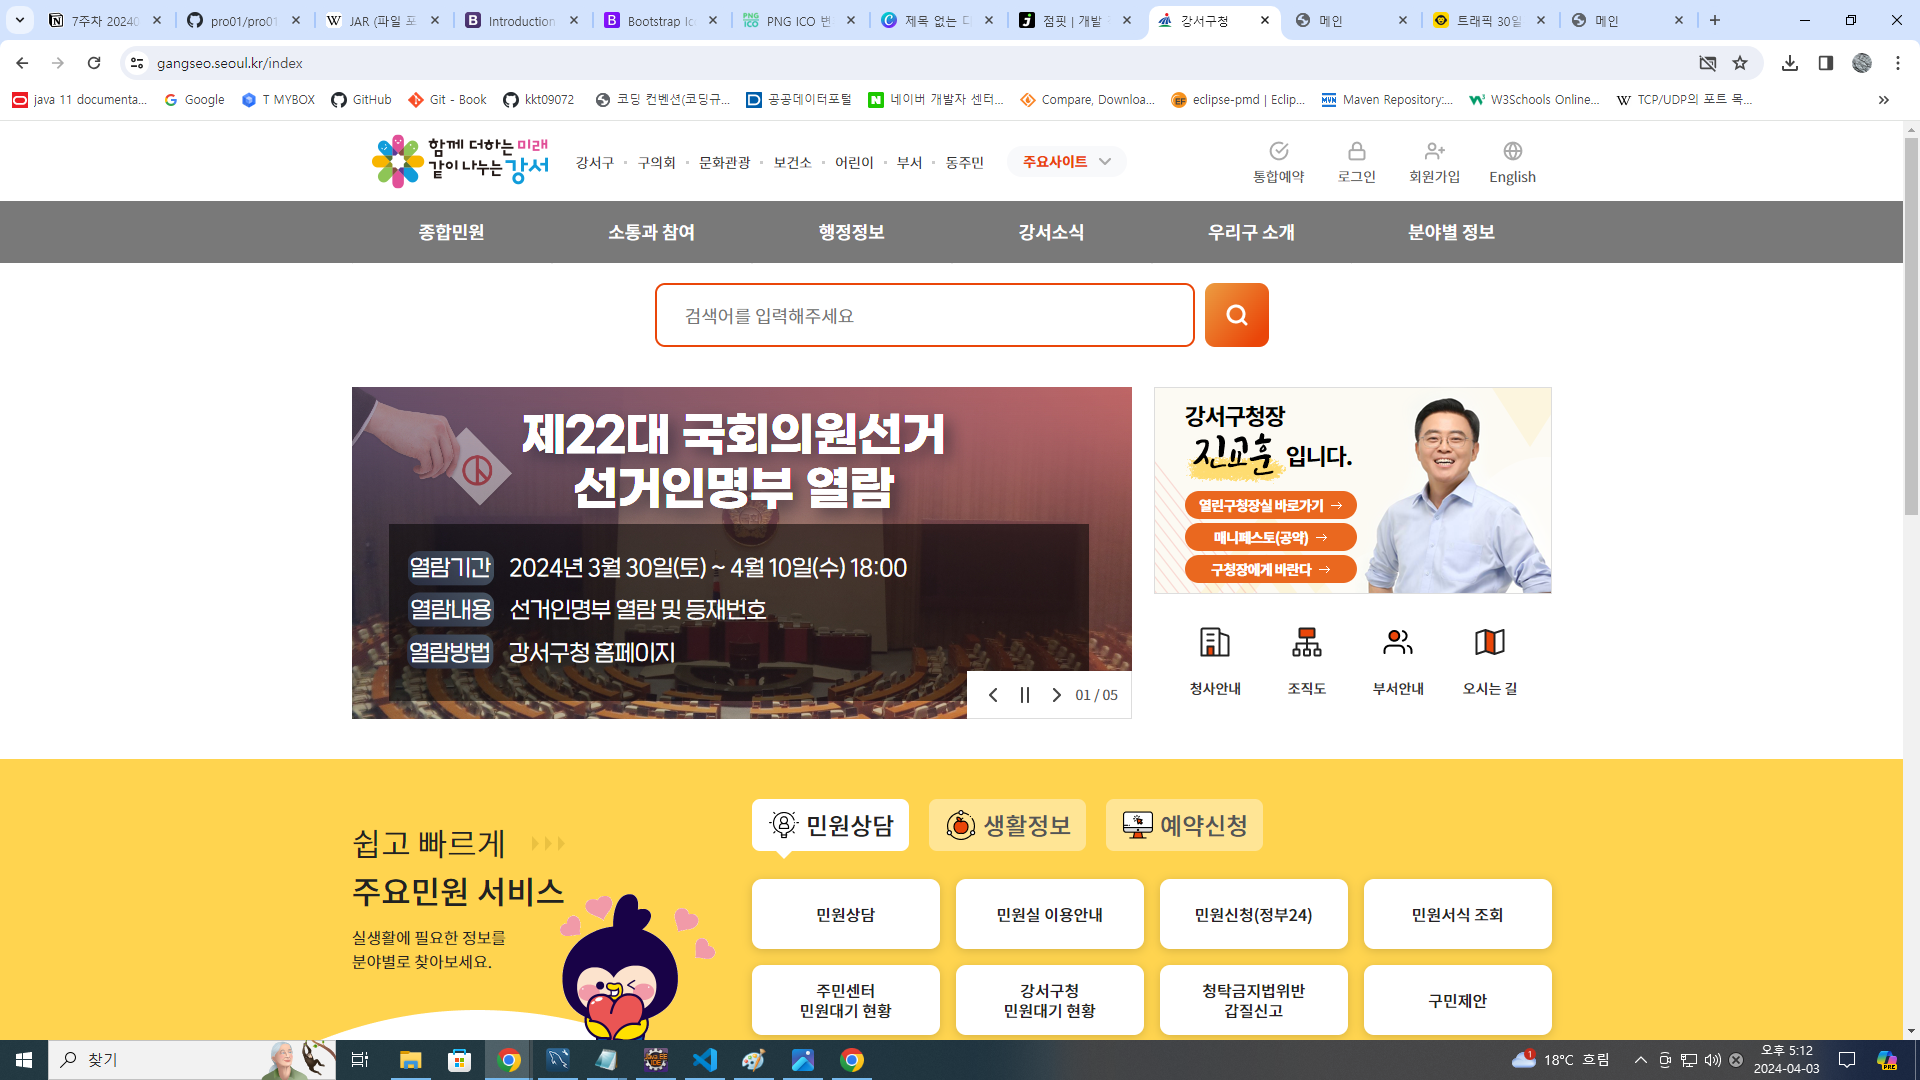 7주차 20240
pro01/pro01
JAR (파일 포
Introduction
Bootstrap Ic
PNG ICO 변
제목 없는 디
점핏 | 개발
강서구청
메인
트래픽 30일
메인
gangseo.seoul.kr/index
java 11 documenta...
Google
T MYBOX
GitHub
Git - Book
kkt09072
코딩 컨벤션(코딩규...
공공데이터포털
네이버 개발자 센터...
Compare, Downloa...
eclipse-pmd | Eclip...
Maven Repository:...
W3Schools Online...
TCP/UDP의 포트 목...
함께 더하는 미래
같이 나누는 강서
강서구
구의회
문화관광
보건소
어린이
부서
동주민
주요사이트
통합예약
로그인
회원가입
English
종합민원
소통과 참여
행정정보
강서소식
우리구 소개
분야별 정보
검색어를 입력해주세요
제22대 국회의원선거
선거인명부 열람
열람기간 2024년 3월 30일(토) ~ 4월 10일(수) 18:00
열람내용 선거인명부 열람 및 등재번호
열람방법 강서구청 홈페이지
01 / 05
강서구청장
진교훈 입니다.
열린구청장실 바로가기 →
매니페스토(공약) →
구청장에게 바란다 →
청사안내
조직도
부서안내
오시는 길
쉽고 빠르게
주요민원 서비스
실생활에 필요한 정보를
분야별로 찾아보세요.
민원상담
생활정보
예약신청
민원상담
민원실 이용안내
민원신청(정부24)
민원서식 조회
주민센터
민원대기 현황
강서구청
민원대기 현황
청탁금지법위반
갑질신고
구민제안
찾기
1
18℃ 흐림
오후 5:12
2024-04-03